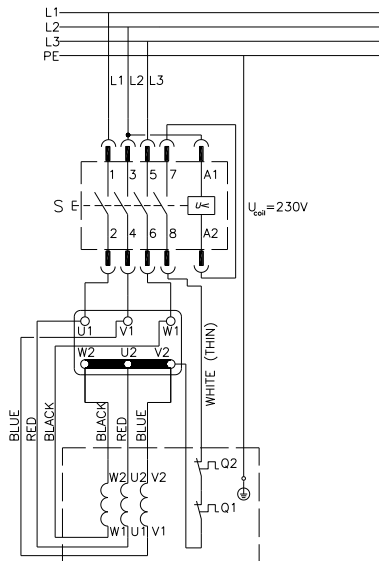 L1
L2
L3
PE
L1 L2 L3
1 3 5 7 A1
S E U< U coil=230V
2 4 6 8 A2
U1 V1 W1
W2 U2 V2
WHITE (THIN)
BLUE
RED
BLACK
BLACK
RED
BLUE
W2 U2 V2
Q2
Q1
W1 U1 V1